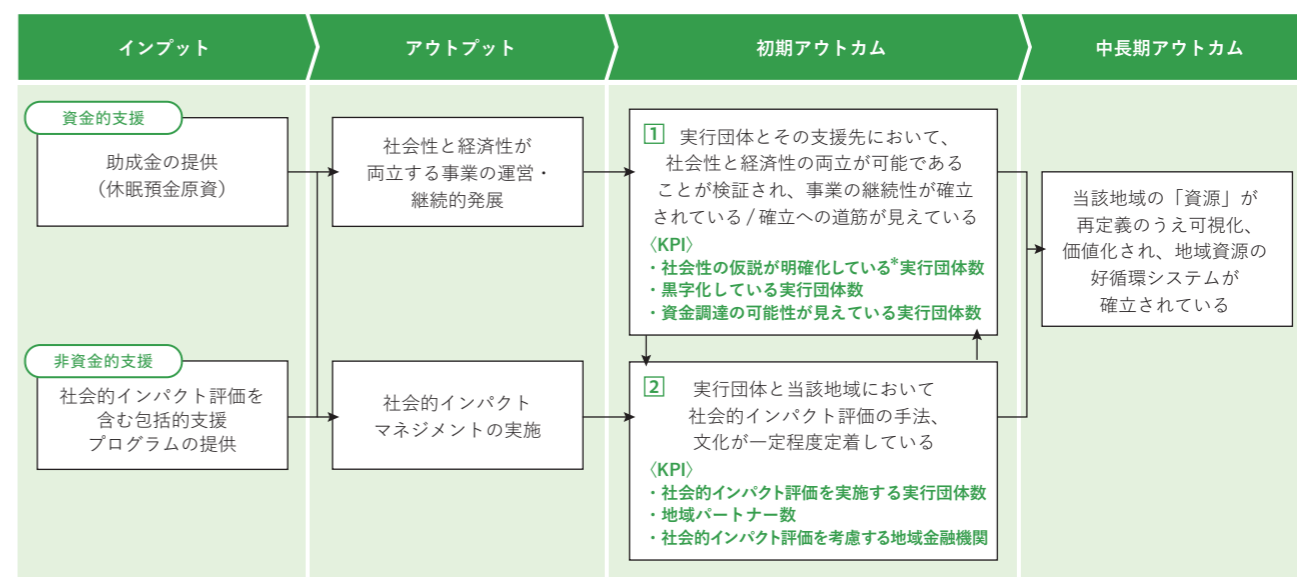 インプット
アウトプット
初期アウトカム
中長期アウトカム
資金的支援
助成金の提供
（休眠預金原資）
非資金的支援
社会的インパクト評価を
含む包括的支援
プログラムの提供
社会性と経済性が
両立する事業の運営・
継続的発展
社会的インパクト
マネジメントの実施
1 実行団体とその支援先において、
社会性と経済性の両立が可能である
ことが検証され、事業の継続性が確立
されている/確立への道筋が見えている
〈KPI〉
・社会性の仮説が明確化している*実行団体数
・黒字化している実行団体数
・資金調達の可能性が見えている実行団体数
2 実行団体と当該地域において
社会的インパクト評価の手法、
文化が一定程度定着している
〈KPI〉
・社会的インパクト評価を実施する実行団体数
・地域パートナー数
・社会的インパクト評価を考慮する地域金融機関
当該地域の「資源」が
再定義のうえ可視化、
価値化され、地域資源の
好循環システムが
確立されている